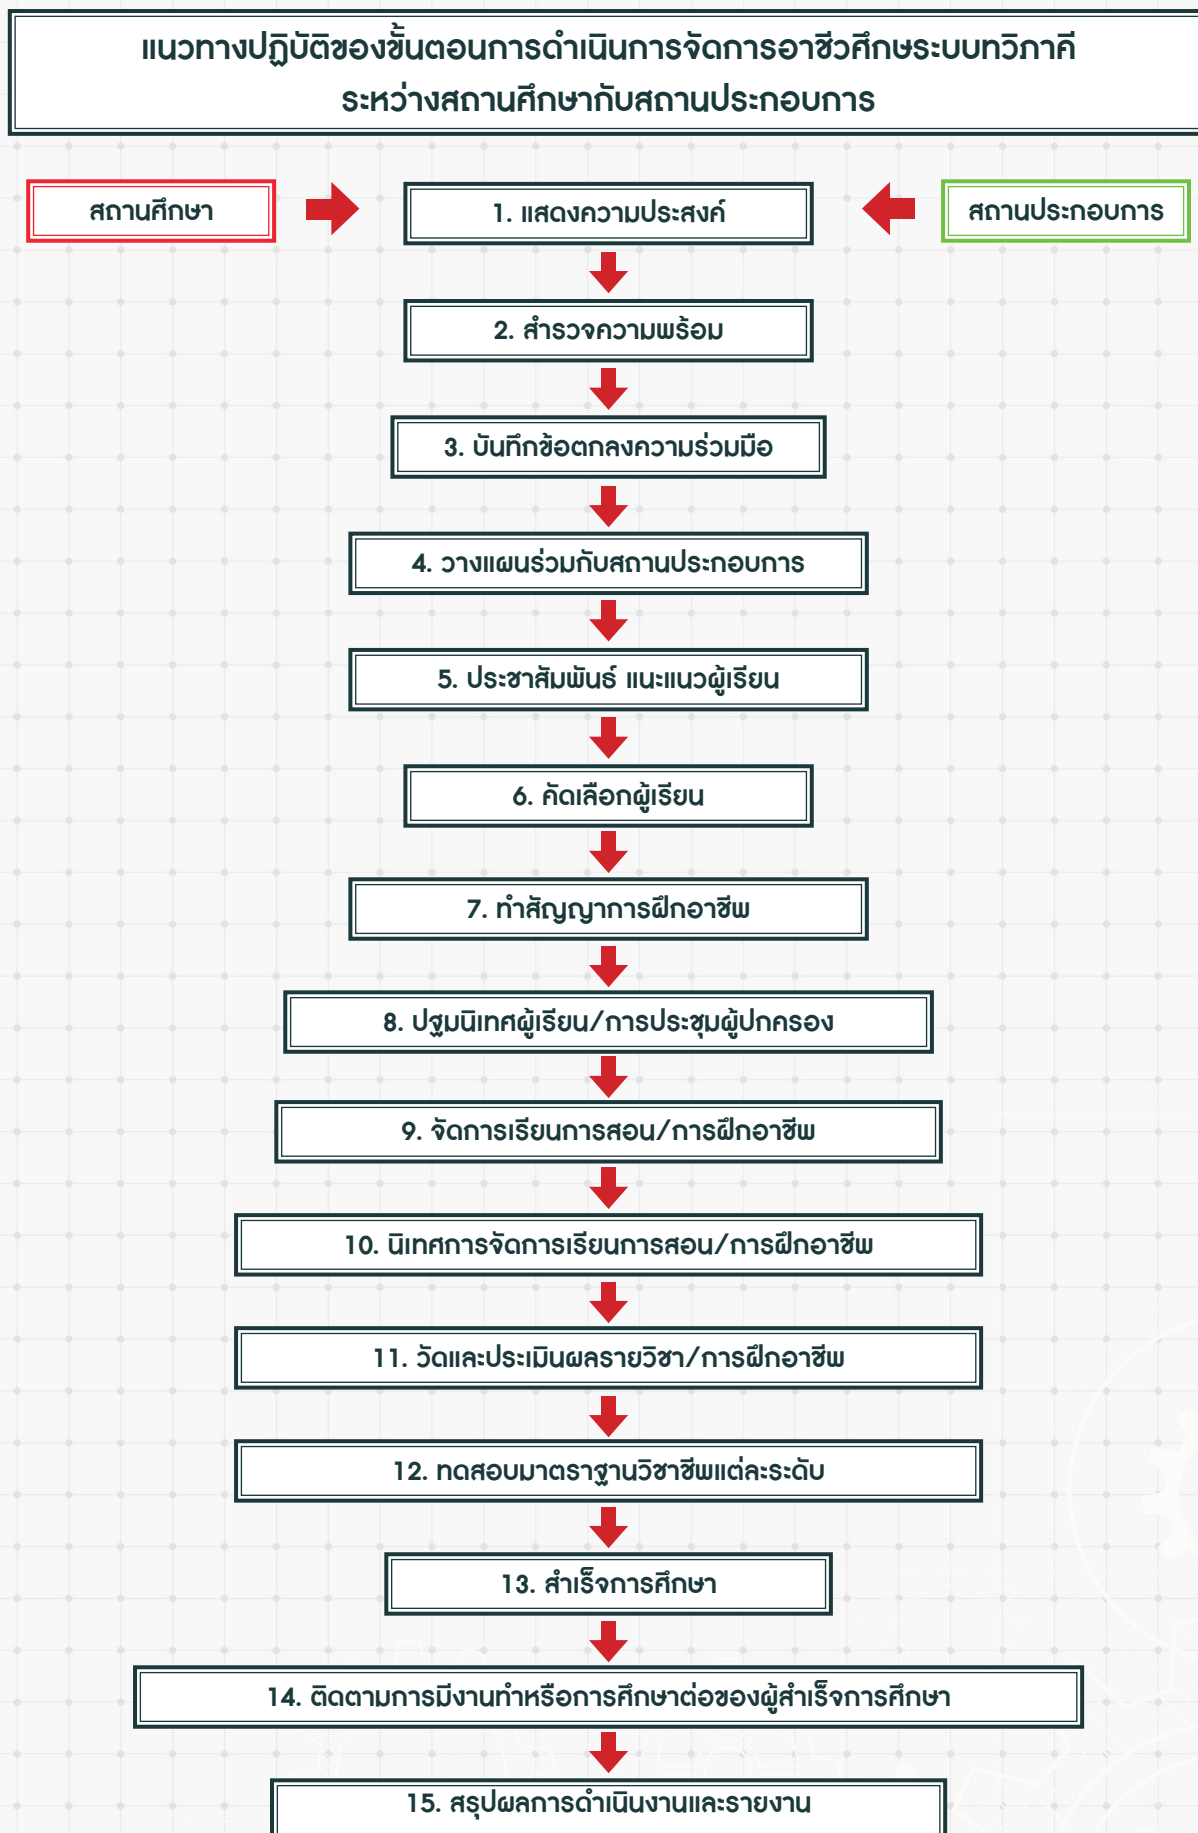 แนวทางปฏิบัติของขั้นตอนการดำเนินการจัดการอาชีวศึกษระบบทวิภาคี
ระหว่างสถานศึกษากับสถานประกอบการ
สถานศึกษา
1. แสดงความประสงค์
สถานประกอบการ
2. สำรวจความพร้อม
3. บันทึกข้อตกลงความร่วมมือ
4. วางแผนร่วมกับสถานประกอบการ
5. ประชาสัมพันธ์ แนะแนวผู้เรียน
6. คัดเลือกผู้เรียน
7. ทำสัญญาการฝึกอาชีพ
8. ปฐมนิเทศผู้เรียน/การประชุมผู้ปกครอง
9. จัดการเรียนการสอน/การฝึกอาชีพ
10. นิเทศการจัดการเรียนการสอน/การฝึกอาชีพ
11. วัดและประเมินผลรายวิชา/การฝึกอาชีพ
12. ทดสอบมาตราฐานวิชาชีพแต่ละระดับ
13. สำเร็จการศึกษา
14. ติดตามการมีงานทำหรือการศึกษาต่อของผู้สำเร็จการศึกษา
15. สรุปผลการดำเนินงานและรายงาน